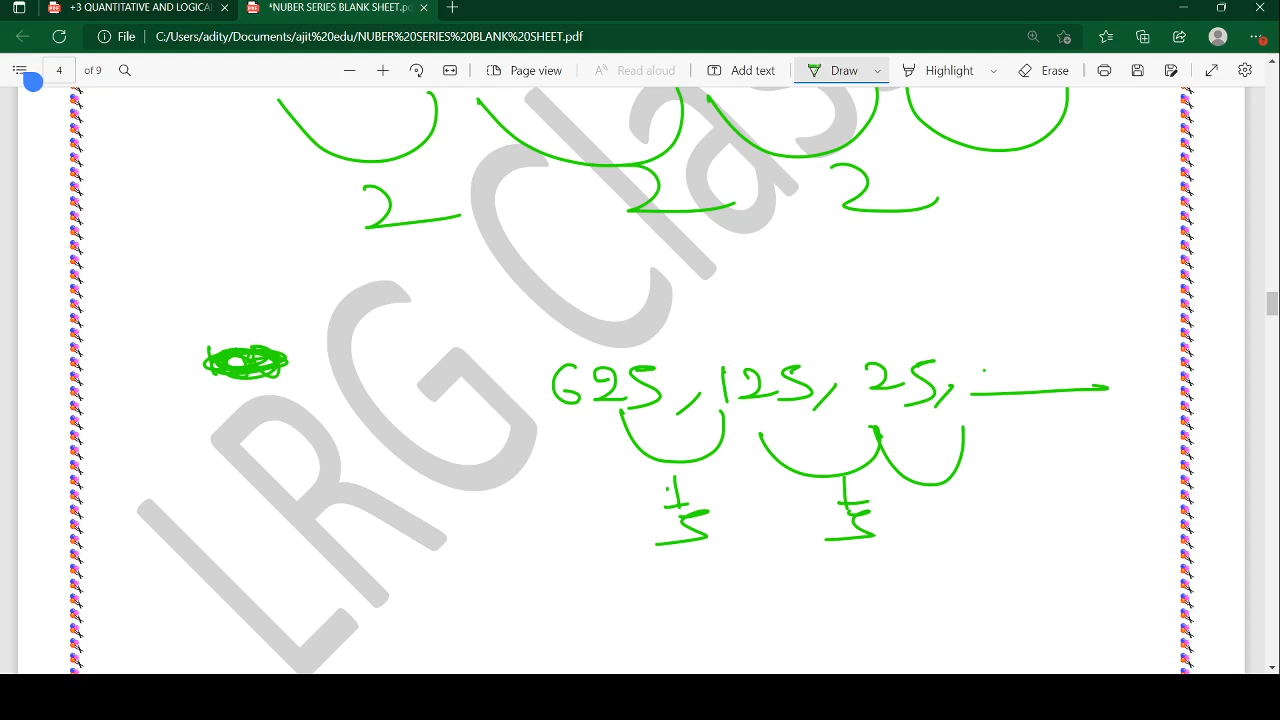 +3 QUANTITATIVE AND LOGICAL
*NUBER SERIES BLANK SHEET.pdf
File C:/Users/adity/Documents/ajit%20edu/NUBER%20SERIES%20BLANK%20SHEET.pdf
4 of 9 Page view Read aloud Add text Draw Highlight Erase
LRG Clas
2 2 2
625, 125, 25,
1/5 1/5